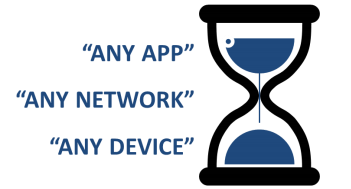 “ANY APP”
“ANY NETWORK”
“ANY DEVICE”